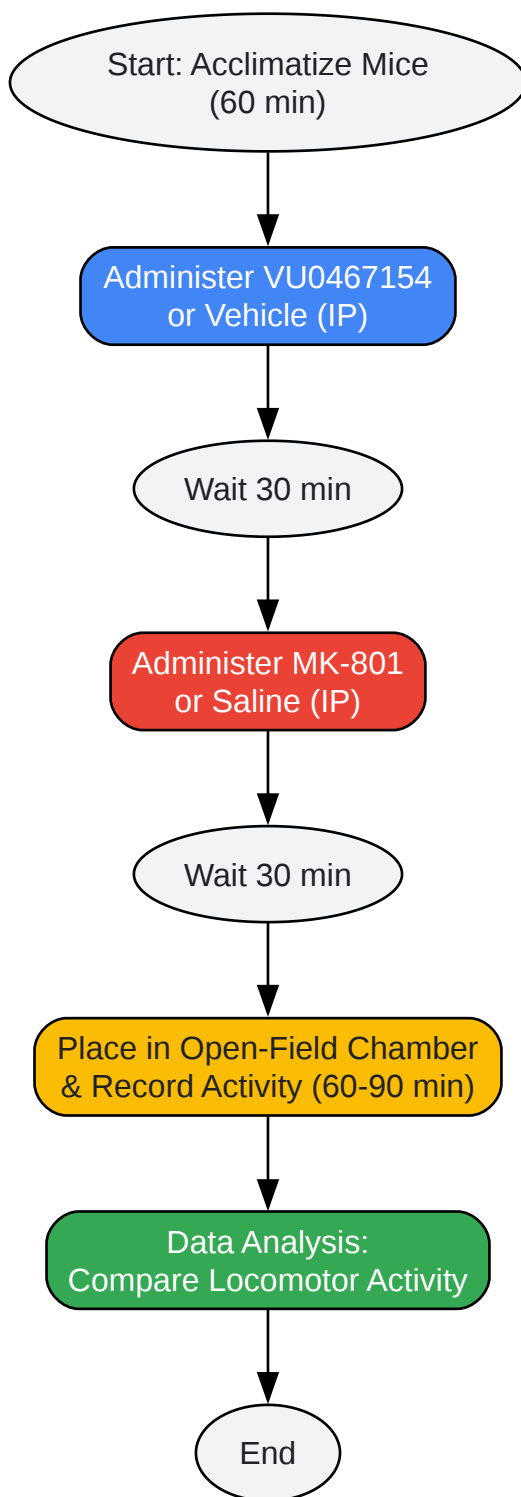 Start: Acclimatize Mice
(60 min)
Administer VU0467154
or Vehicle (IP)
Wait 30 min
Administer MK-801
or Saline (IP)
Wait 30 min
Place in Open-Field Chamber
& Record Activity (60-90 min)
Data Analysis:
Compare Locomotor Activity
End